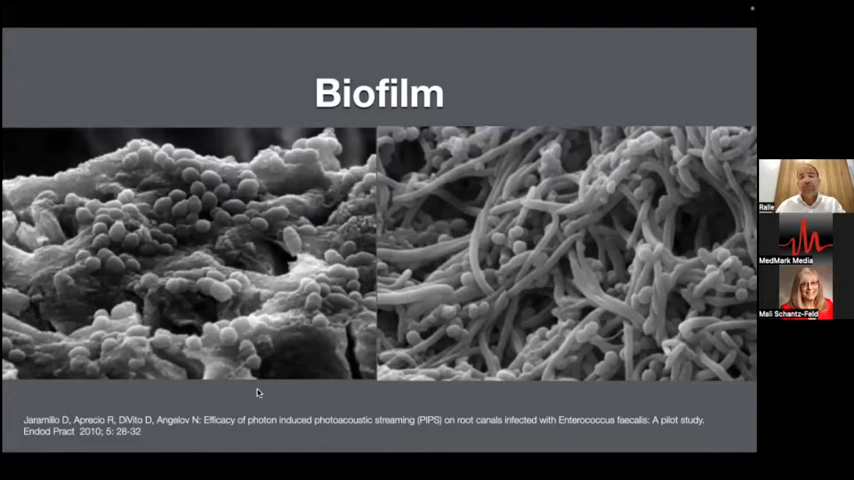 Biofilm
Ralle
MedMark Media
Mali Schantz-Feld
Jaramillo D, Aprecio R, DiVito D, Angelov N: Efficacy of photon induced photoacoustic streaming (PIPS) on root canals infected with Enterococcus faecalis: A pilot study.
Endod Pract 2010; 5: 28-32